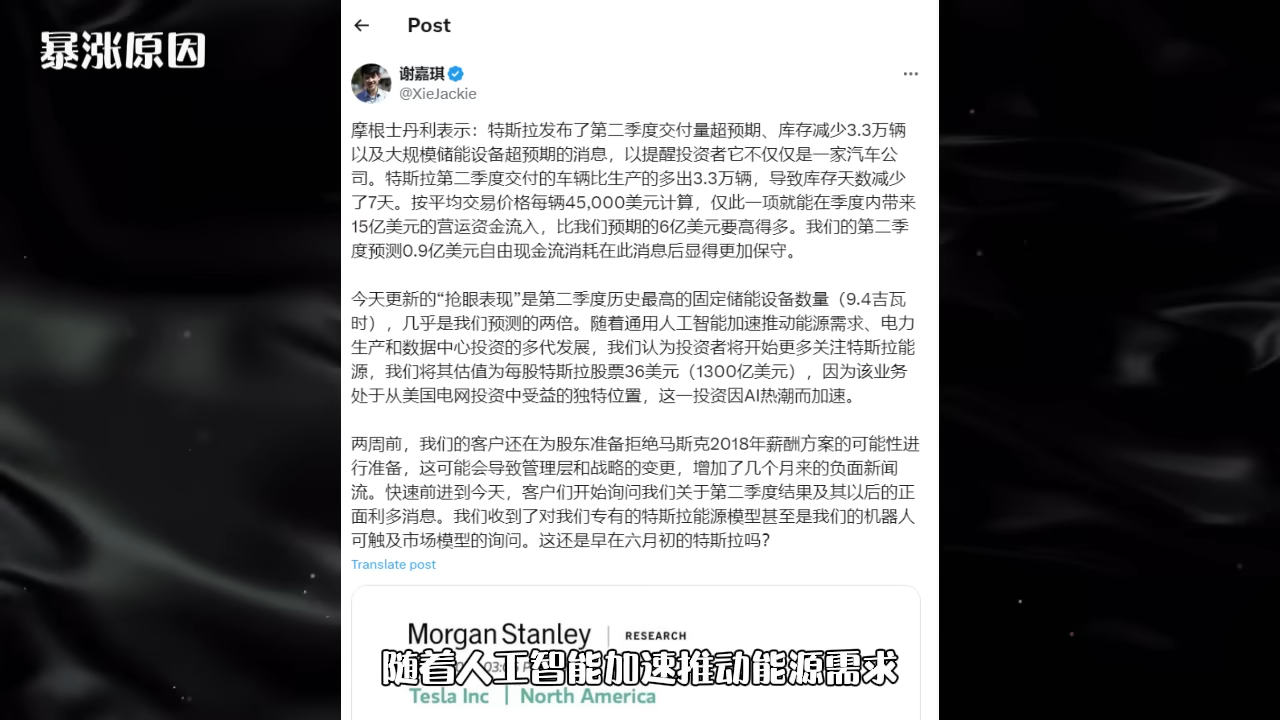 暴涨原因
Post
谢嘉琪
@XieJackie
摩根士丹利表示：特斯拉发布了第二季度交付量超预期、库存减少3.3万辆
以及大规模储能设备超预期的消息，以提醒投资者它不仅仅是一家汽车公
司。特斯拉第二季度交付的车辆比生产的多出3.3万辆，导致库存天数减少
了7天。按平均交易价格每辆45,000美元计算，仅此一项就能在季度内带来
15亿美元的营运资金流入，比我们预期的6亿美元要高得多。我们的第二季
度预测0.9亿美元自由现金流消耗在此消息后显得更加保守。
今天更新的“抢眼表现”是第二季度历史最高的固定储能设备数量（9.4吉瓦
时），几乎是我们预测的两倍。随着通用人工智能加速推动能源需求、电力
生产和数据中心投资的多代发展，我们认为投资者将开始更多关注特斯拉能
源，我们将其估值为每股特斯拉股票36美元（1300亿美元），因为该业务
处于从美国电网投资中受益的独特位置，这一投资因AI热潮而加速。
两周前，我们的客户还在为股东准备拒绝马斯克2018年薪酬方案的可能性进
行准备，这可能会导致管理层和战略的变更，增加了几个月来的负面新闻
流。快速前进到今天，客户们开始询问我们关于第二季度结果及其以后的正
面利多消息。我们收到了对我们专有的特斯拉能源模型甚至是我们的机器人
可触及市场模型的询问。这还是早在六月初的特斯拉吗？
Translate post
Morgan Stanley | RESEARCH
随着人工智能加速推动能源需求
Tesla Inc | North America